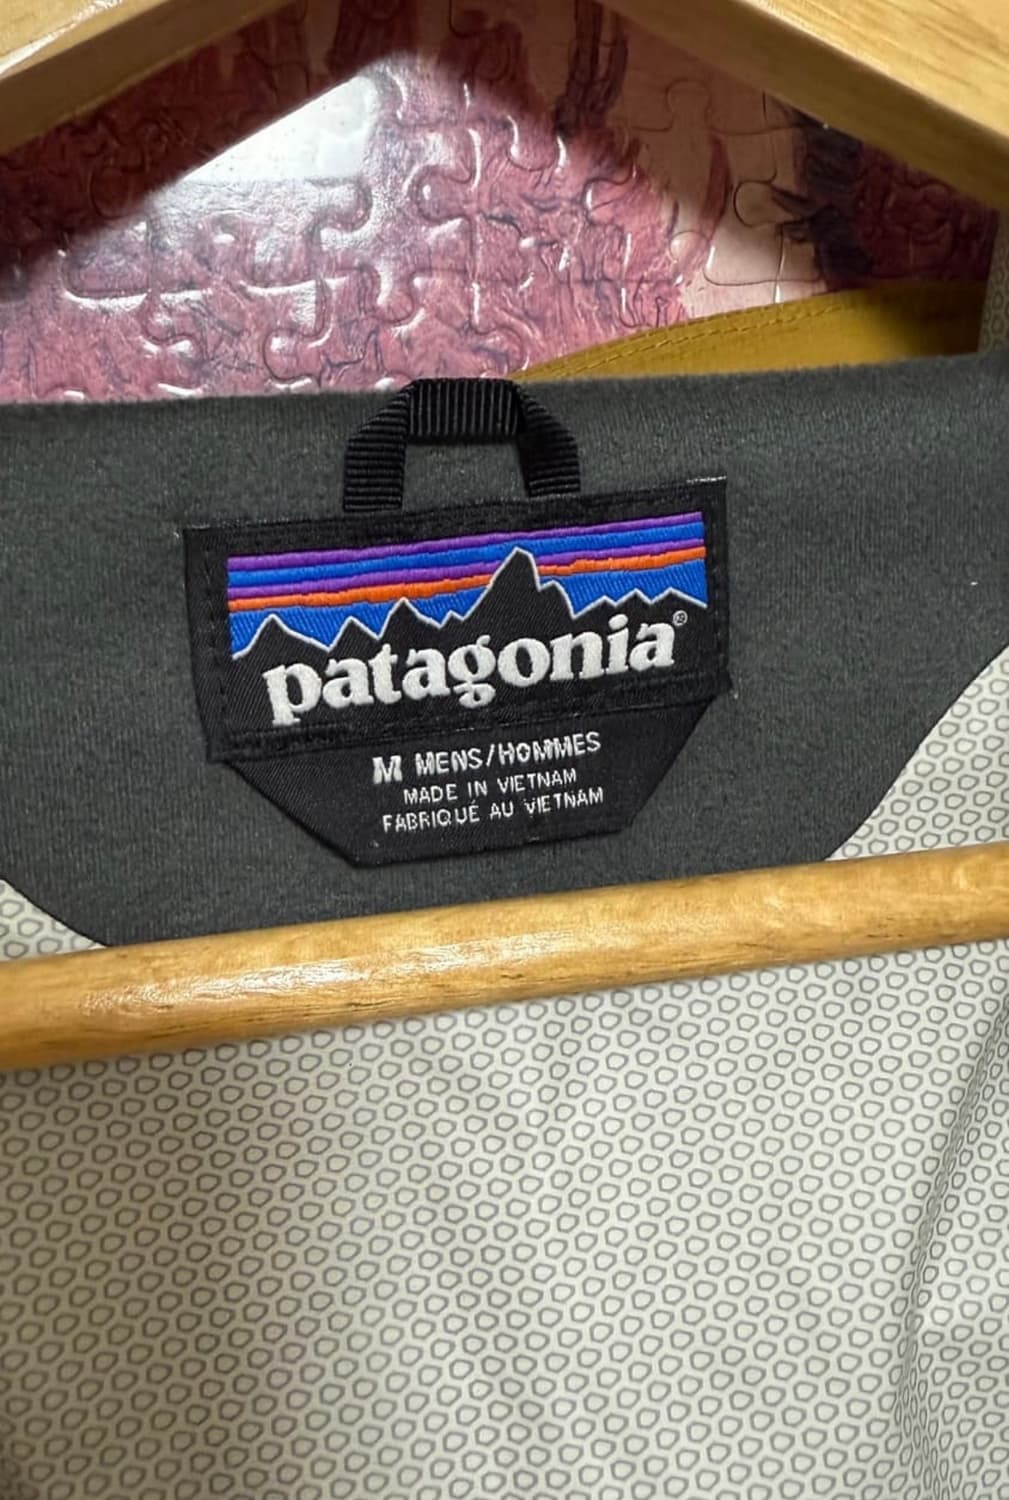 patagonia®
M MENS/HOMMES
MADE IN VIETNAM
FABRIQUÉ AU VIETNAM